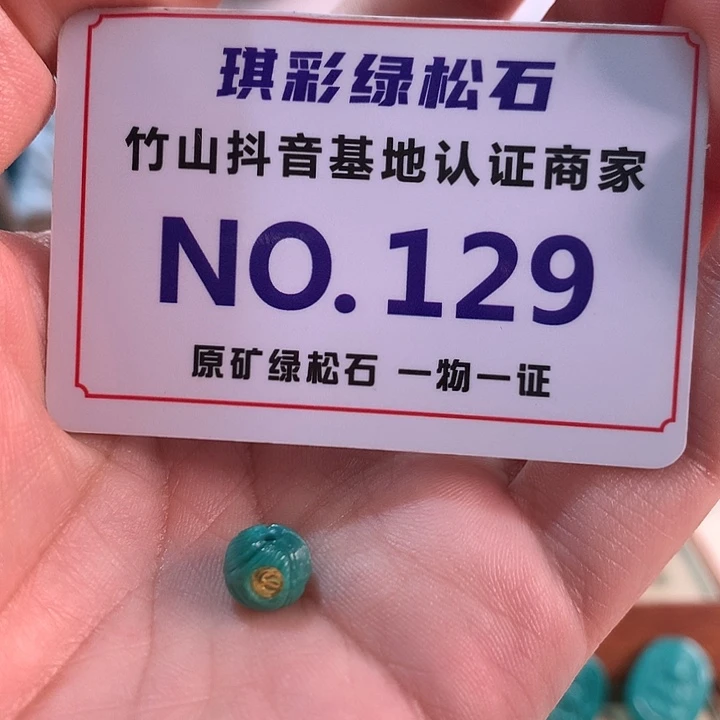 琪彩绿松石
竹山抖音基地认证商家
NO.129
原矿绿松石 一物一证